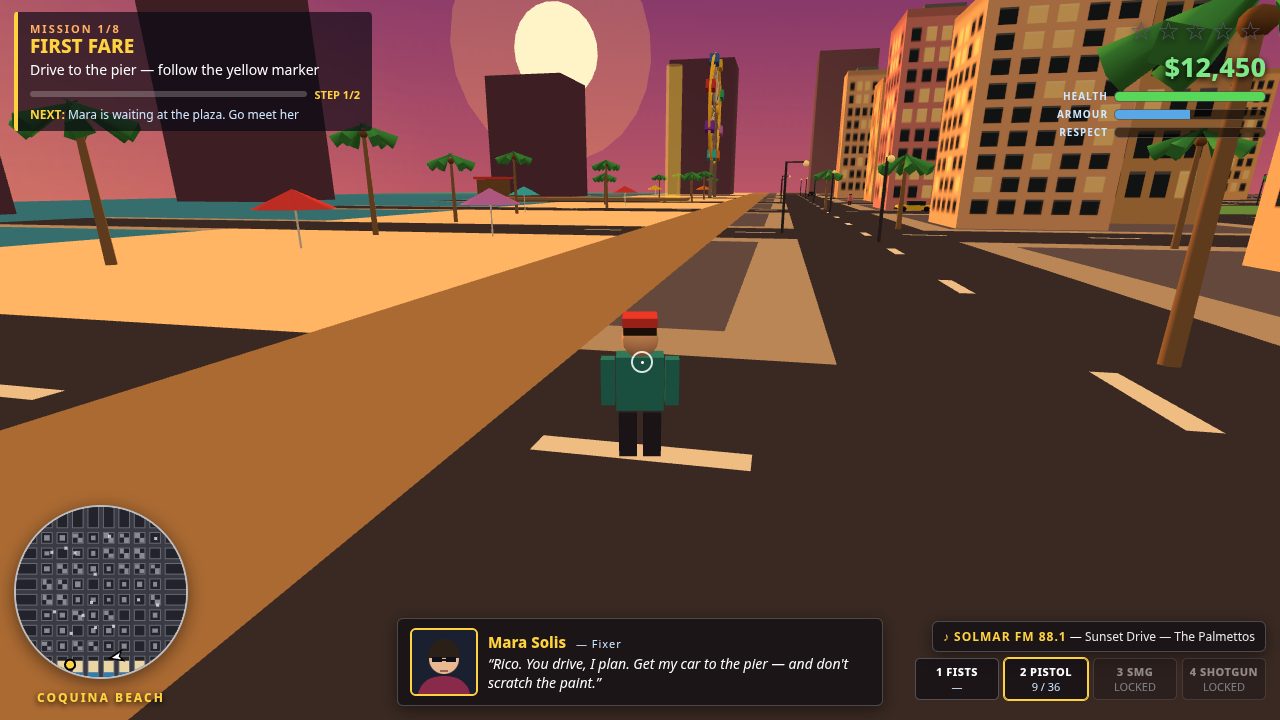 MISSION 1/8
FIRST FARE
Drive to the pier — follow the yellow marker
STEP 1/2
NEXT: Mara is waiting at the plaza. Go meet her
☆ ☆ ☆ ☆ ☆
$12,450
HEALTH
ARMOUR
RESPECT
COQUINA BEACH
Mara Solis — Fixer
“Rico. You drive, I plan. Get my car to the pier — and don't
scratch the paint.”
♪ SOLMAR FM 88.1 — Sunset Drive — The Palmettos
1 FISTS
—
2 PISTOL
9 / 36
3 SMG
LOCKED
4 SHOTGUN
LOCKED